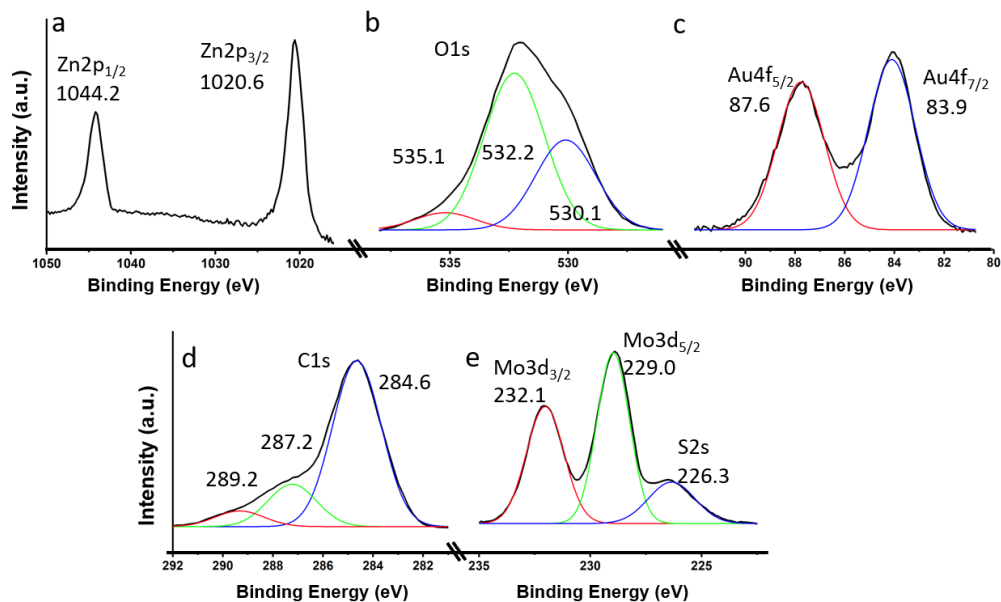 a
Zn2p1/2
1044.2
Zn2p3/2
1020.6
Intensity (a.u.)
1050
1040
1030
1020
Binding Energy (eV)
b
O1s
535.1
532.2
530.1
535
530
Binding Energy (eV)
c
Au4f5/2
87.6
Au4f7/2
83.9
90
88
86
84
82
80
Binding Energy (eV)
d
C1s
284.6
287.2
289.2
Intensity (a.u.)
292
290
288
286
284
282
Binding Energy (eV)
e
Mo3d3/2
232.1
Mo3d5/2
229.0
S2s
226.3
235
230
225
Binding Energy (eV)